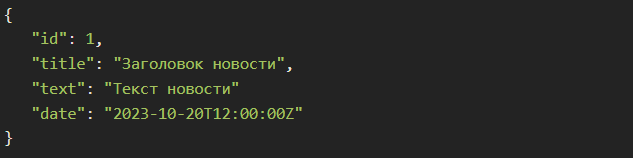 {
"id": 1,
"title": "Заголовок новости",
"text": "Текст новости"
"date": "2023-10-20T12:00:00Z"
}